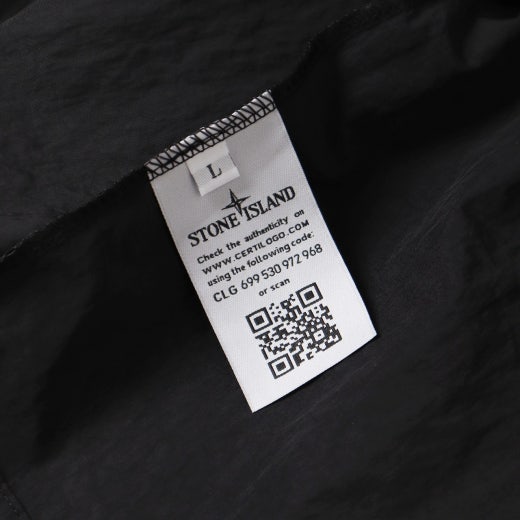 L
STONE ISLAND
Check the authenticity on
WWW.CERTILOGO.COM
using the following code:
CLG 699 530 972 968
or scan